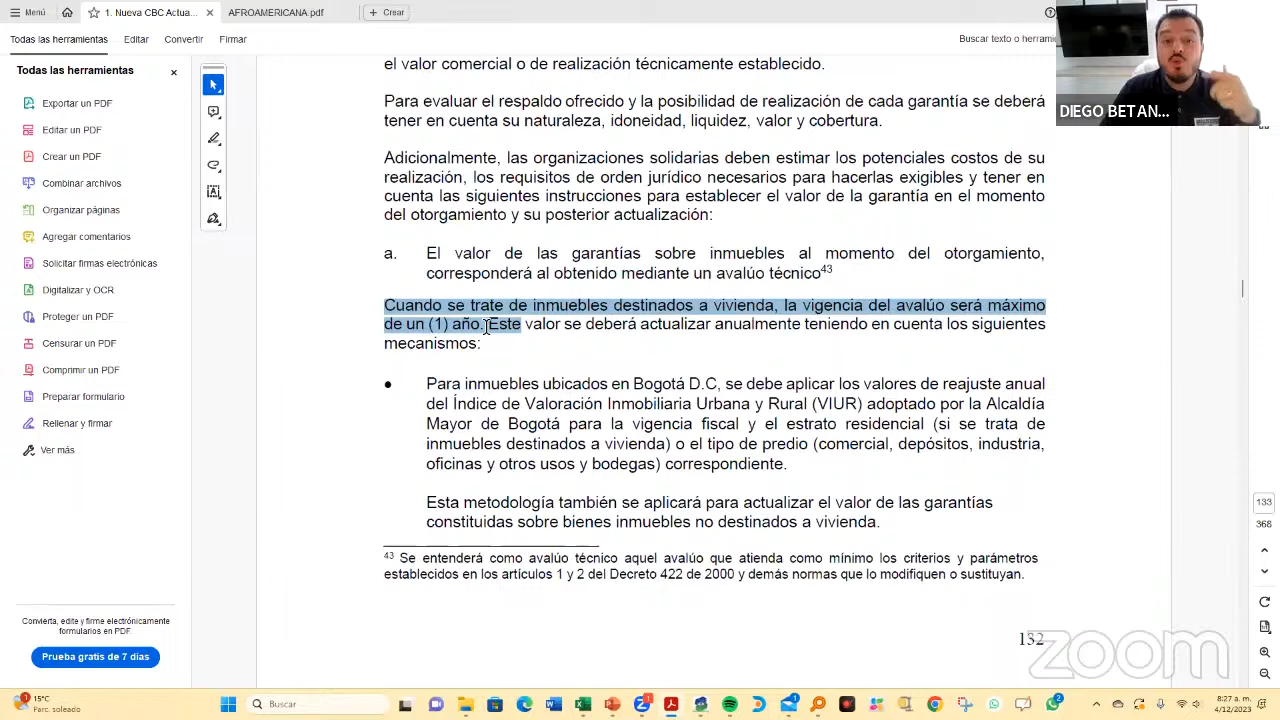 Menú
1. Nueva CBC Actua...
AFROAMERICANA.pdf
Crear
Todas las herramientas
Editar
Convertir
Firmar
Buscar texto o herramie
Todas las herramientas
Exportar un PDF
Editar un PDF
Crear un PDF
Combinar archivos
Organizar páginas
Agregar comentarios
Solicitar firmas electrónicas
Digitalizar y OCR
Proteger un PDF
Censurar un PDF
Comprimir un PDF
Preparar formulario
Rellenar y firmar
Ver más
Convierta, edite y firme electrónicamente
formularios en PDF.
Prueba gratis de 7 días
el valor comercial o de realización técnicamente establecido.
Para evaluar el respaldo ofrecido y la posibilidad de realización de cada garantía se deberá
tener en cuenta su naturaleza, idoneidad, liquidez, valor y cobertura.
Adicionalmente, las organizaciones solidarias deben estimar los potenciales costos de su
realización, los requisitos de orden jurídico necesarios para hacerlas exigibles y tener en
cuenta las siguientes instrucciones para establecer el valor de la garantía en el momento
del otorgamiento y su posterior actualización:
a. El valor de las garantías sobre inmuebles al momento del otorgamiento,
corresponderá al obtenido mediante un avalúo técnico43
Cuando se trate de inmuebles destinados a vivienda, la vigencia del avalúo será máximo
de un (1) año. Este valor se deberá actualizar anualmente teniendo en cuenta los siguientes
mecanismos:
● Para inmuebles ubicados en Bogotá D.C, se debe aplicar los valores de reajuste anual
del Índice de Valoración Inmobiliaria Urbana y Rural (VIUR) adoptado por la Alcaldía
Mayor de Bogotá para la vigencia fiscal y el estrato residencial (si se trata de
inmuebles destinados a vivienda) o el tipo de predio (comercial, depósitos, industria,
oficinas y otros usos y bodegas) correspondiente.
Esta metodología también se aplicará para actualizar el valor de las garantías
constituidas sobre bienes inmuebles no destinados a vivienda.
43 Se entenderá como avalúo técnico aquel avalúo que atienda como mínimo los criterios y parámetros
establecidos en los artículos 1 y 2 del Decreto 422 de 2000 y demás normas que lo modifiquen o sustituyan.
132
DIEGO BETAN...
133
368
zoom
15°C
Parc. soleado
Buscar
8:27 a. m.
4/12/2023